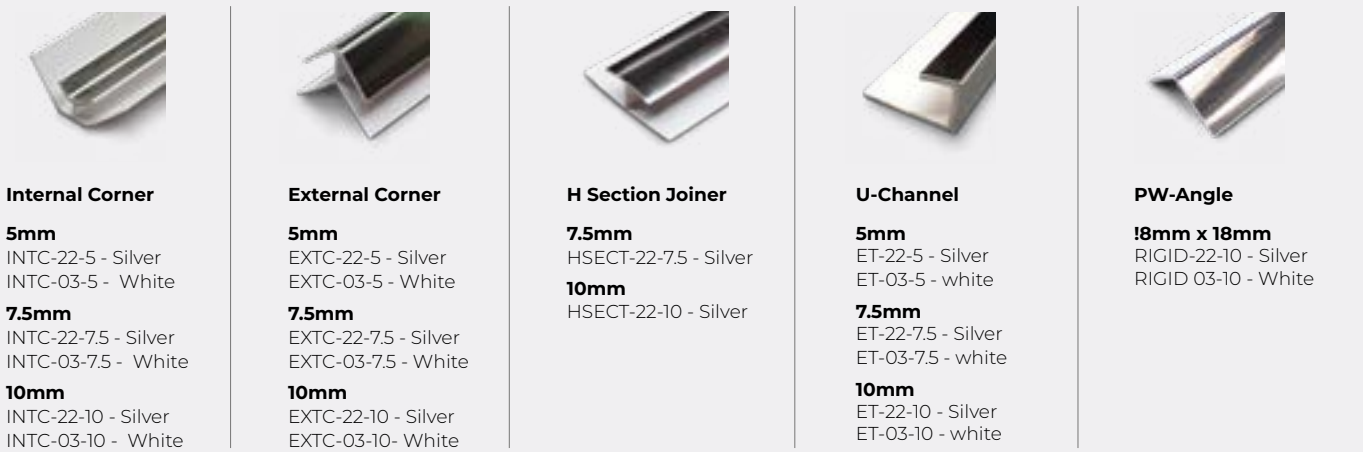 Internal Corner
5mm
INTC-22-5 - Silver
INTC-03-5 -  White
7.5mm
INTC-22-7.5 - Silver
INTC-03-7.5 -  White
10mm
INTC-22-10 - Silver
INTC-03-10 -  White
External Corner
5mm
EXTC-22-5 - Silver
EXTC-03-5 - White
7.5mm
EXTC-22-7.5 - Silver
EXTC-03-7.5 - White
10mm
EXTC-22-10 - Silver
EXTC-03-10- White
H Section Joiner
7.5mm
HSECT-22-7.5 - Silver
10mm
HSECT-22-10 - Silver
U-Channel
5mm
ET-22-5 - Silver
ET-03-5 - white
7.5mm
ET-22-7.5 - Silver
ET-03-7.5 - white
10mm
ET-22-10 - Silver
ET-03-10 - white
PW-Angle
!8mm x 18mm
RIGID-22-10 - Silver
RIGID 03-10 - White